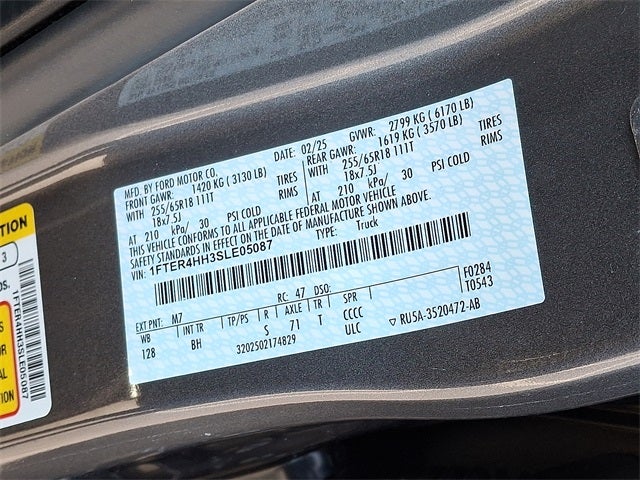 MFD. BY FORD MOTOR CO.
DATE: 02/25 GVWR: 2799 KG ( 6170 LB)
FRONT GAWR: 1420 KG ( 3130 LB) REAR GAWR: 1619 KG ( 3570 LB)
WITH 255/65R18 111T TIRES WITH 255/65R18 111T TIRES
18x7.5J RIMS 18x7.5J RIMS
AT 210 kPa/ 30 PSI COLD AT 210 kPa/ 30 PSI COLD
THIS VEHICLE CONFORMS TO ALL APPLICABLE FEDERAL MOTOR VEHICLE
SAFETY STANDARDS IN EFFECT ON THE DATE OF MANUFACTURE SHOWN ABOVE.
VIN: 1FTER4HH3SLE05087 TYPE: Truck
EXT PNT: M7 RC: 47 DSO: F0284
WB INT TR TP/PS R AXLE TR SPR T0543
128 BH S 71 T CCCC
ULC ▽ RU5A-3520472-AB
3202502174829
TION
3
os.
1FTER4HH3SLE05087
OR
AL
TION